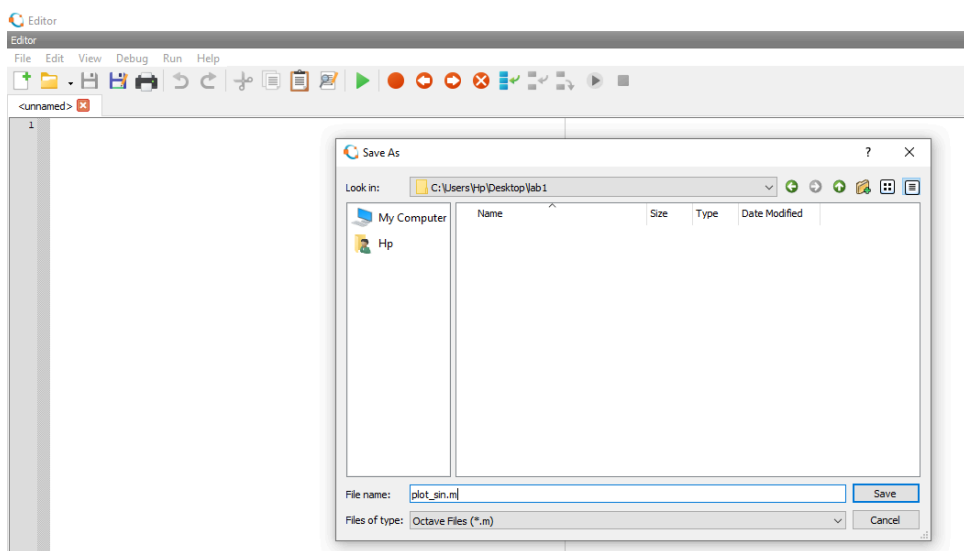 Editor
Editor
File Edit View Debug Run Help
<unnamed>
1
Save As
?
Look in: C:\Users\Hp\Desktop\lab1
My Computer
Hp
Name Size Type Date Modified
File name: plot_sin.m
Save
Files of type: Octave Files (*.m)
Cancel